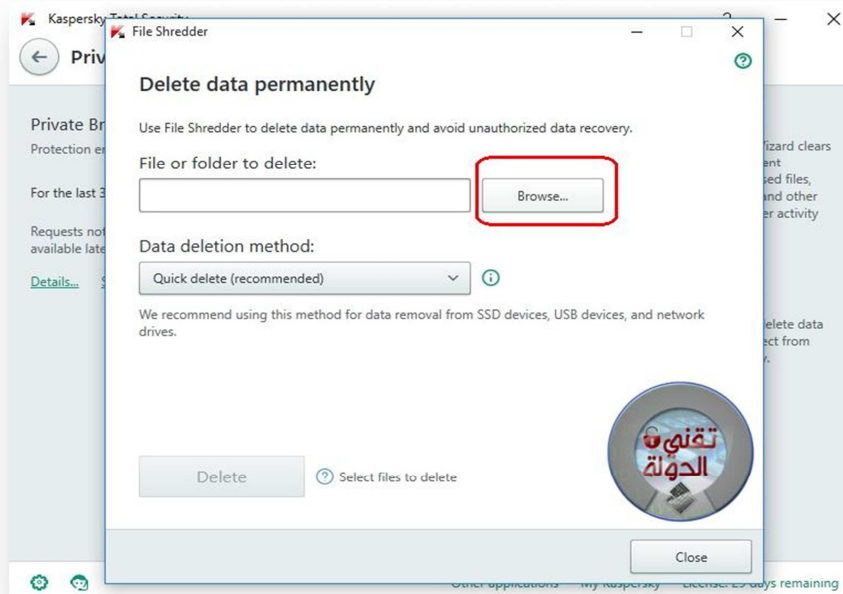 Kaspersky Total Security
File Shredder
Priv
Delete data permanently
Use File Shredder to delete data permanently and avoid unauthorized data recovery.
Private Br
Protection er
File or folder to delete:
Browse...
For the last 3
Requests not
available late
Details...
Data deletion method:
Quick delete (recommended)
We recommend using this method for data removal from SSD devices, USB devices, and network
drives.
izard clears
ent
sed files,
and other
er activity
elete data
ect from
y.
تقني
الدولة
Delete
Select files to delete
Close
Other applications My Kaspersky License: 29 days remaining